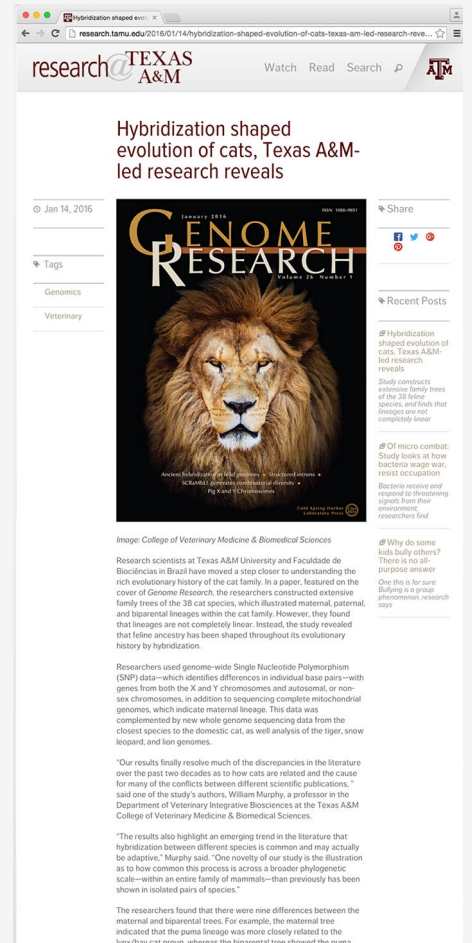 Hybridization shaped evol
research.tamu.edu/2016/01/14/hybridization-shaped-evolution-of-cats-texas-am-led-research-reve...
research@TEXAS A&M
Watch Read Search
A&M
Hybridization shaped
evolution of cats, Texas A&M-
led research reveals
Jan 14, 2016
Tags
Genomics
Veterinary
January 2016
ISSN 1088-9051
GENOME
RESEARCH
Volume 26 Number 1
Ancient hybridization in felid genomes • Structured introns •
SCRaMbLE generates combinatorial diversity •
Pig X and Y Chromosomes
Cold Spring Harbor
Laboratory Press
Image: College of Veterinary Medicine & Biomedical Sciences
Research scientists at Texas A&M University and Faculdade de
Biociências in Brazil have moved a step closer to understanding the
rich evolutionary history of the cat family. In a paper, featured on the
cover of Genome Research, the researchers constructed extensive
family trees of the 38 cat species, which illustrated maternal, paternal,
and biparental lineages within the cat family. However, they found
that lineages are not completely linear. Instead, the study revealed
that feline ancestry has been shaped throughout its evolutionary
history by hybridization.
Researchers used genome-wide Single Nucleotide Polymorphism
(SNP) data—which identifies differences in individual base pairs—with
genes from both the X and Y chromosomes and autosomal, or non-
sex chromosomes, in addition to sequencing complete mitochondrial
genomes, which indicate maternal lineage. This data was
complemented by new whole genome sequencing data from the
closest species to the domestic cat, as well analysis of the tiger, snow
leopard, and lion genomes.
"Our results finally resolve much of the discrepancies in the literature
over the past two decades as to how cats are related and the cause
for many of the conflicts between different scientific publications, "
said one of the study's authors, William Murphy, a professor in the
Department of Veterinary Integrative Biosciences at the Texas A&M
College of Veterinary Medicine & Biomedical Sciences.
"The results also highlight an emerging trend in the literature that
hybridization between different species is common and may actually
be adaptive," Murphy said. "One novelty of our study is the illustration
as to how common this process is across a broader phylogenetic
scale—within an entire family of mammals—than previously has been
shown in isolated pairs of species."
The researchers found that there were nine differences between the
maternal and biparental trees. For example, the maternal tree
indicated that the puma lineage was more closely related to the
lynx/bay cat group, whereas the biparental tree showed the puma
Share
Recent Posts
Hybridization
shaped evolution of
cats, Texas A&M-
led research
reveals
Study constructs
extensive family trees
of the 38 feline
species, and finds that
lineages are not
completely linear
Of micro combat:
Study looks at how
bacteria wage war,
resist occupation
Bacteria receive and
respond to threatening
signals from their
environment,
researchers find
Why do some
kids bully others?
There is no all-
purpose answer
One this is for sure:
Bullying is a group
phenomenon, research
says